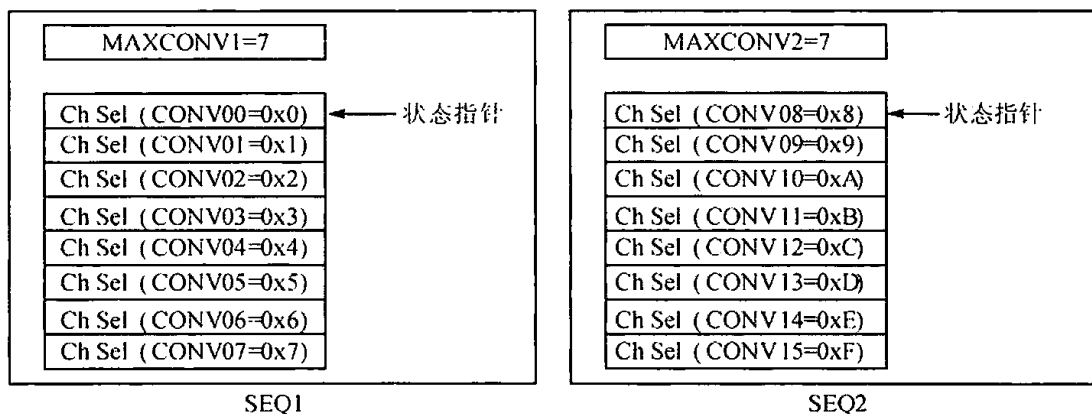 MAXCONV1=7
Ch Sel (CONV00=0x0)
状态指针
Ch Sel (CONV01=0x1)
Ch Sel (CONV02=0x2)
Ch Sel (CONV03=0x3)
Ch Sel (CONV04=0x4)
Ch Sel (CONV05=0x5)
Ch Sel (CONV06=0x6)
Ch Sel (CONV07=0x7)
SEQ1
MAXCONV2=7
Ch Sel (CONV08=0x8)
状态指针
Ch Sel (CONV09=0x9)
Ch Sel (CONV10=0xA)
Ch Sel (CONV11=0xB)
Ch Sel (CONV12=0xC)
Ch Sel (CONV13=0xD)
Ch Sel (CONV14=0xE)
Ch Sel (CONV15=0xF)
SEQ2